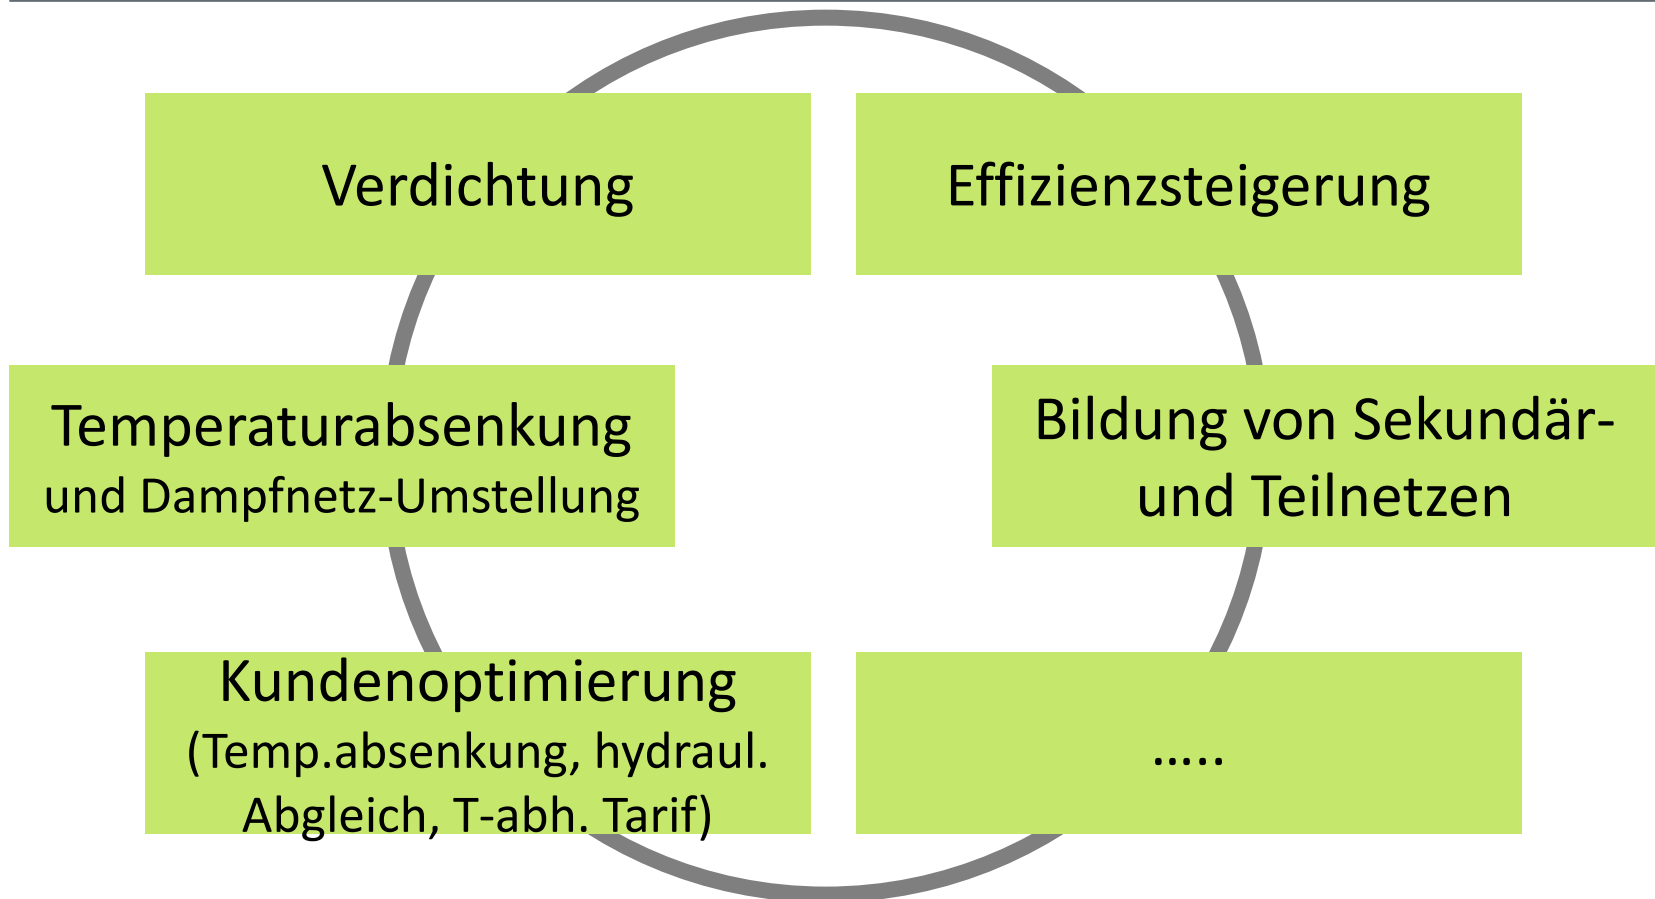 Verdichtung
Effizienzsteigerung
Temperaturabsenkung
und Dampfnetz-Umstellung
Bildung von Sekundär-
und Teilnetzen
Kundenoptimierung
(Temp.absenkung, hydraul.
Abgleich, T-abh. Tarif)
…..